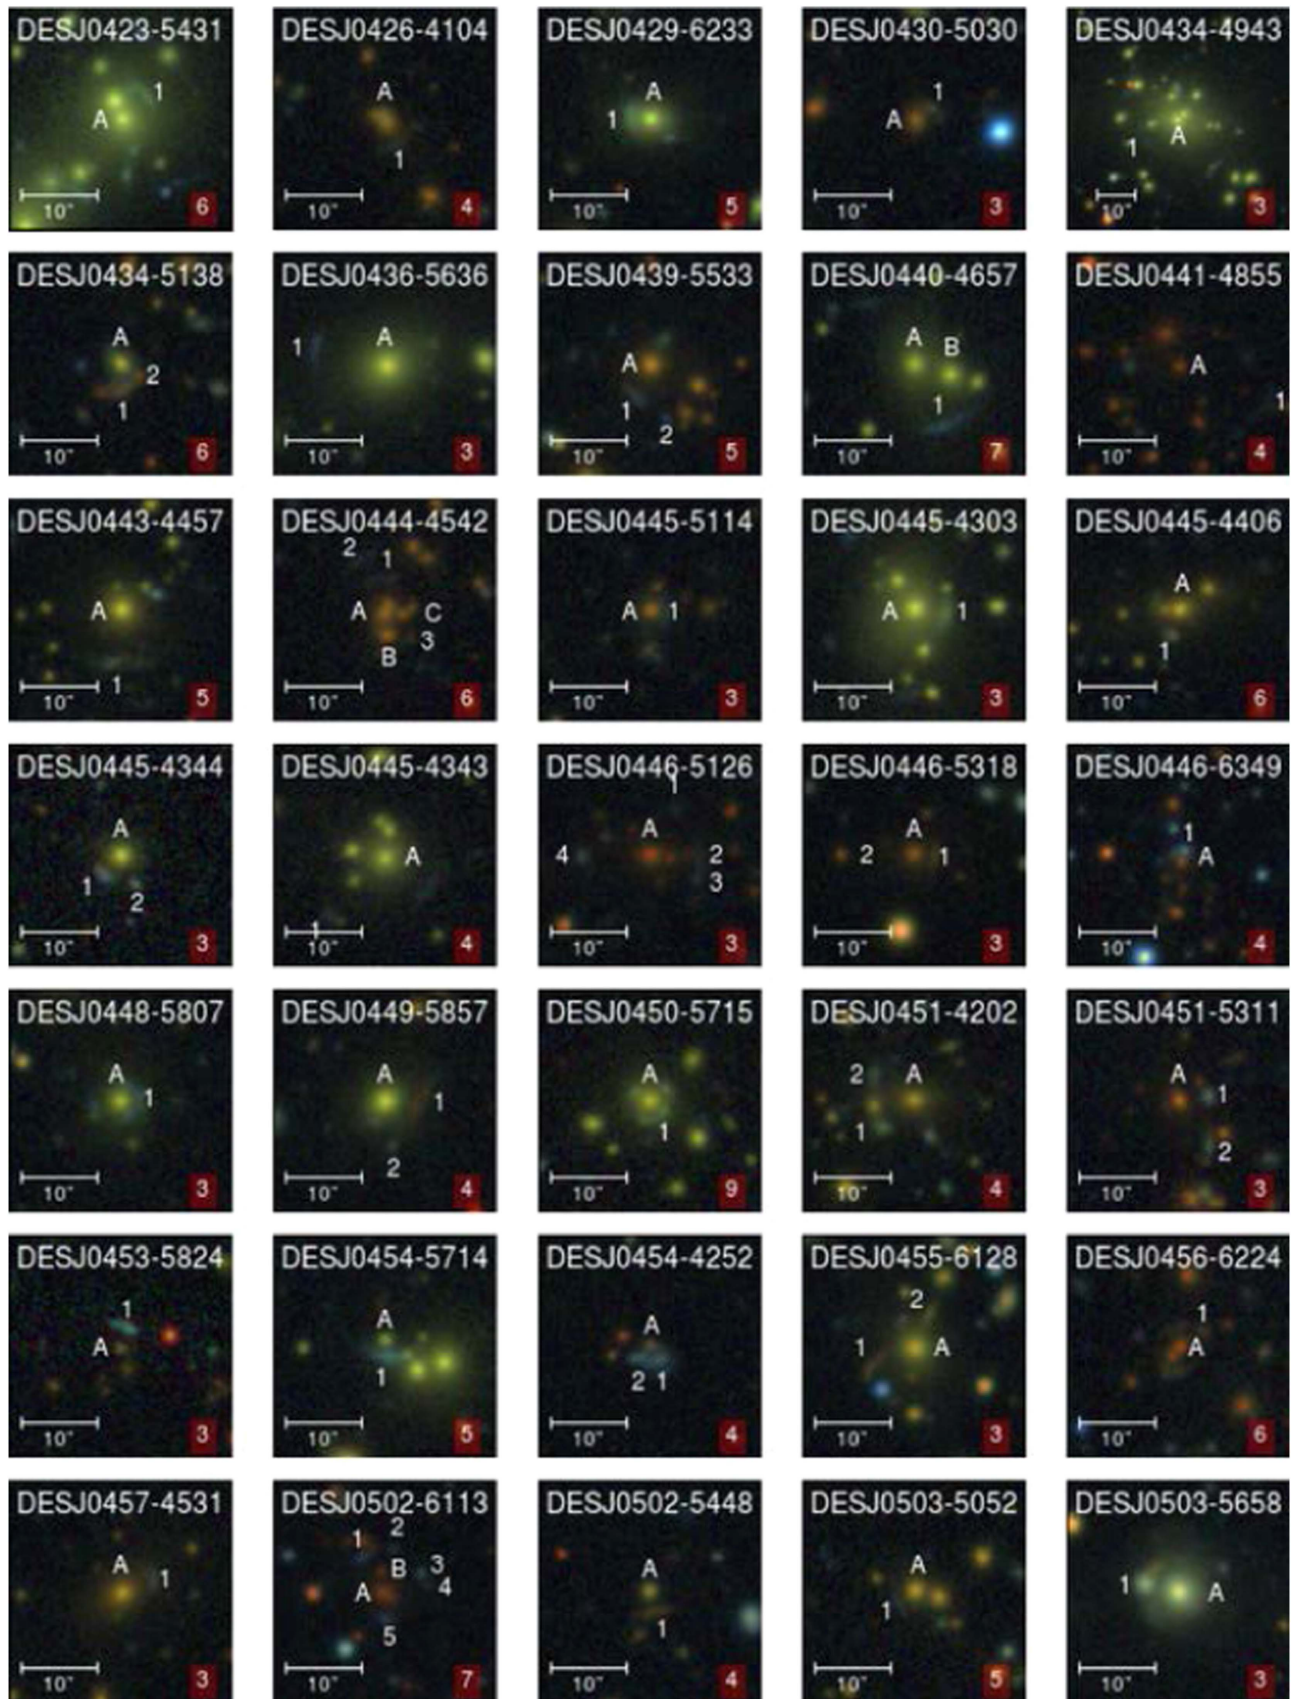 DESJ0423-5431 DESJ0426-4104 DESJ0429-6233 DESJ0430-5030 DESJ0434-4943
1 A A A 1
A 1 1 A 1 A
10" 6 10" 4 10" 5 10" 3 10" 3
DESJ0434-5138 DESJ0436-5636 DESJ0439-5533 DESJ0440-4657 DESJ0441-4855
A 2 1 1 A A 1 2 A B 1 A 1
10" 6 10" 3 10" 5 10" 7 4
DESJ0443-4457 DESJ0444-4542 DESJ0445-5114 DESJ0445-4303 DESJ0445-4406
A 1 2 1 A C 3 B A 1 A 1 A 1
10" 5 10" 6 10" 3 10" 3 10" 6
DESJ0445-4344 DESJ0445-4343 DESJ0446-5126 DESJ0446-5318 DESJ0446-6349
A 1 2 A 1 1 A 4 2 3 A 2 1 1 A
10" 3 10" 4 10" 3 10" 3 10" 4
DESJ0448-5807 DESJ0449-5857 DESJ0450-5715 DESJ0451-4202 DESJ0451-5311
A 1 A 1 2 A 1 2 A 1 A 1 2
10" 3 10" 4 10" 9 10" 4 10" 3
DESJ0453-5824 DESJ0454-5714 DESJ0454-4252 DESJ0455-6128 DESJ0456-6224
1 A A 1 A 2 1 2 1 A 1 A
10" 3 10" 5 10" 4 10" 3 10" 6
DESJ0457-4531 DESJ0502-6113 DESJ0502-5448 DESJ0503-5052 DESJ0503-5658
A 1 1 2 B 3 A 4 5 A 1 A 1 1 A
10" 3 10" 7 10" 4 10" 5 10" 3